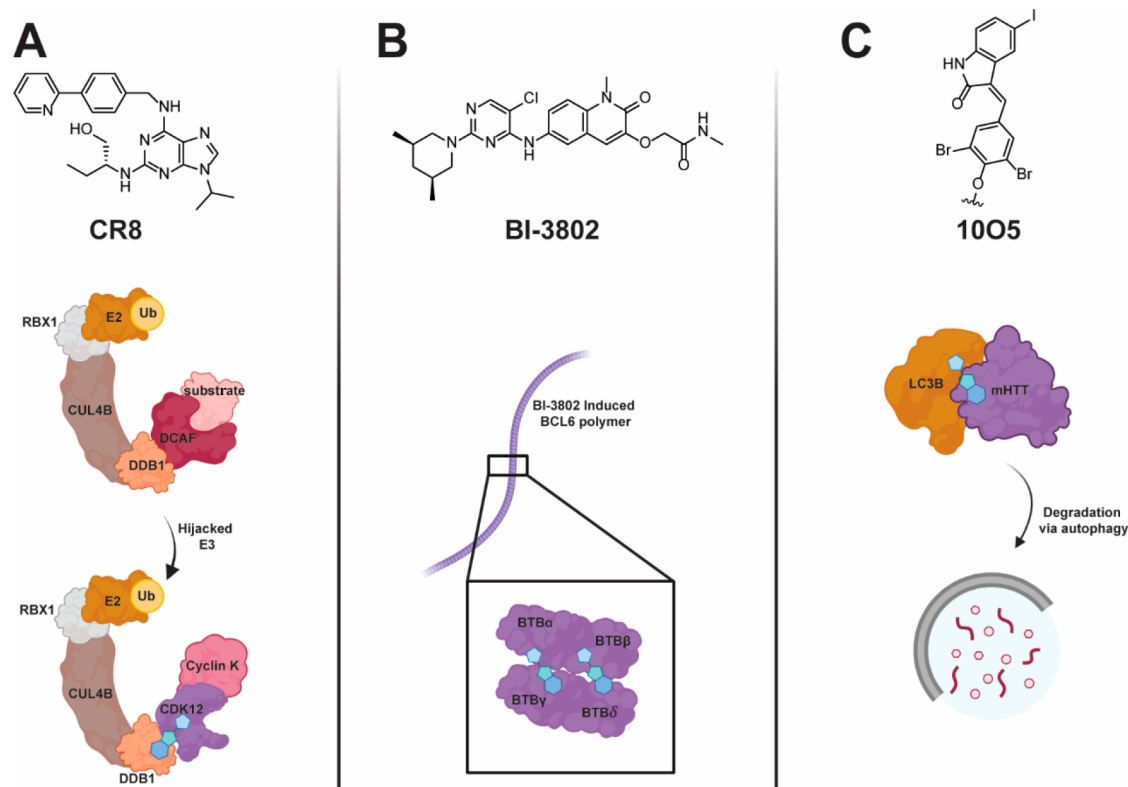 A
N
N
NH
HO
N
N
N
H
N
N
CR8
RBX1
E2
Ub
CUL4B
substrate
DCAF
DDB1
Hijacked
E3
RBX1
E2
Ub
CUL4B
Cyclin K
CDK12
DDB1
B
Cl
N
N
N
N
H
N
O
O
O
H
N
BI-3802
BI-3802 Induced
BCL6 polymer
BTBα
BTBβ
BTBγ
BTBδ
C
I
HN
O
Br
Br
O
10O5
LC3B
mHTT
Degradation
via autophagy